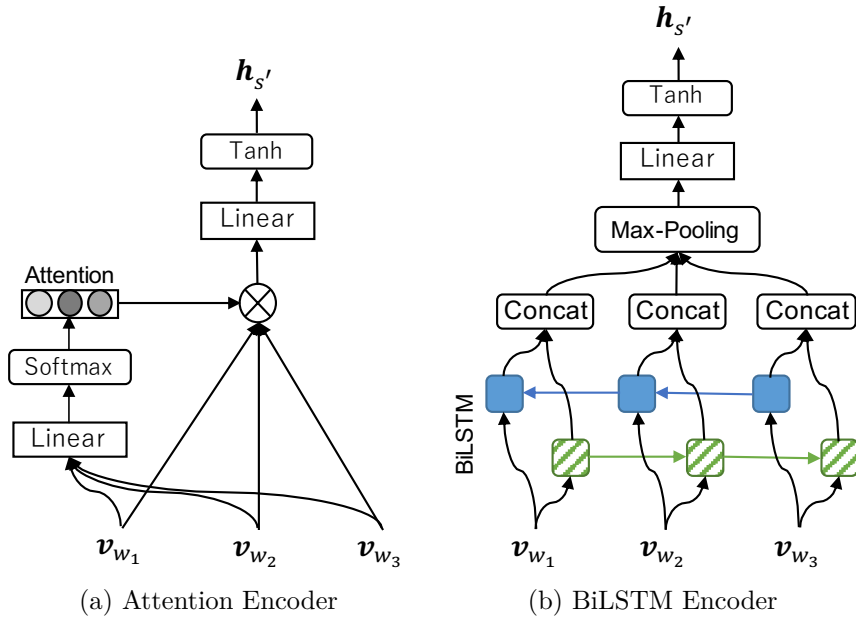 h_{s'}
Tanh
Linear
Attention
Softmax
Linear
v_{w_1} v_{w_2} v_{w_3}
(a) Attention Encoder
h_{s'}
Tanh
Linear
Max-Pooling
Concat Concat Concat
BiLSTM
v_{w_1} v_{w_2} v_{w_3}
(b) BiLSTM Encoder